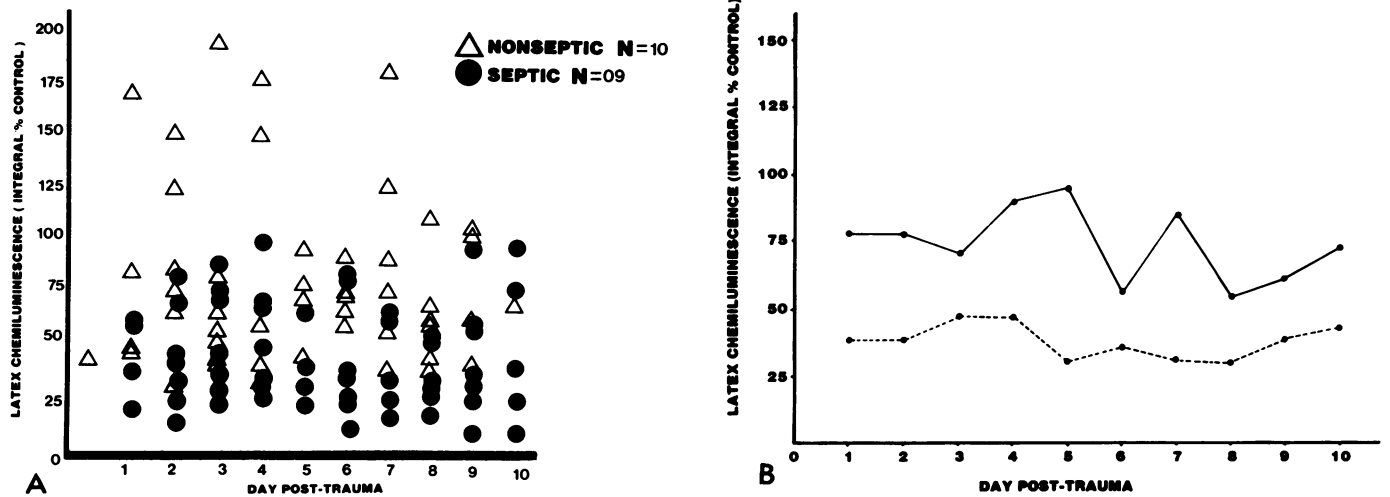 LATEX CHEMILUMINESCENCE ( INTEGRAL % CONTROL )
200
175
150
125
100
75
50
25
0
NONSEPTIC N=10
SEPTIC N=09
1 2 3 4 5 6 7 8 9 10
DAY POST-TRAUMA
A
LATEX CHEMILUMINESCENCE (INTEGRAL % CONTROL)
150
125
100
75
50
25
0 1 2 3 4 5 6 7 8 9 10
DAY POST-TRAUMA
B